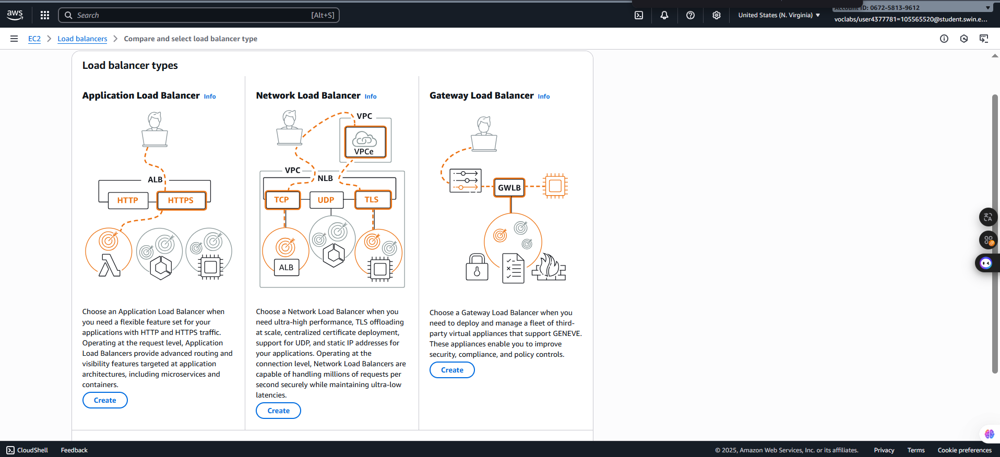 aws
Search
[Alt+S]
United States (N. Virginia)
Account ID: 0672-5813-9612
voclabs/user4377781=105565520@student.swin.e...
EC2
Load balancers
Compare and select load balancer type
Load balancer types
Application Load Balancer Info
ALB
HTTP
HTTPS
Choose an Application Load Balancer when
you need a flexible feature set for your
applications with HTTP and HTTPS traffic.
Operating at the request level, Application
Load Balancers provide advanced routing and
visibility features targeted at application
architectures, including microservices and
containers.
Create
Network Load Balancer Info
VPC
VPCe
VPC
NLB
TCP
UDP
TLS
ALB
Choose a Network Load Balancer when you
need ultra-high performance, TLS offloading
at scale, centralized certificate deployment,
support for UDP, and static IP addresses for
your applications. Operating at the
connection level, Network Load Balancers are
capable of handling millions of requests per
second securely while maintaining ultra-low
latencies.
Create
Gateway Load Balancer Info
GWLB
Choose a Gateway Load Balancer when you
need to deploy and manage a fleet of third-
party virtual appliances that support GENEVE.
These appliances enable you to improve
security, compliance, and policy controls.
Create
CloudShell
Feedback
© 2025, Amazon Web Services, Inc. or its affiliates.
Privacy
Terms
Cookie preferences